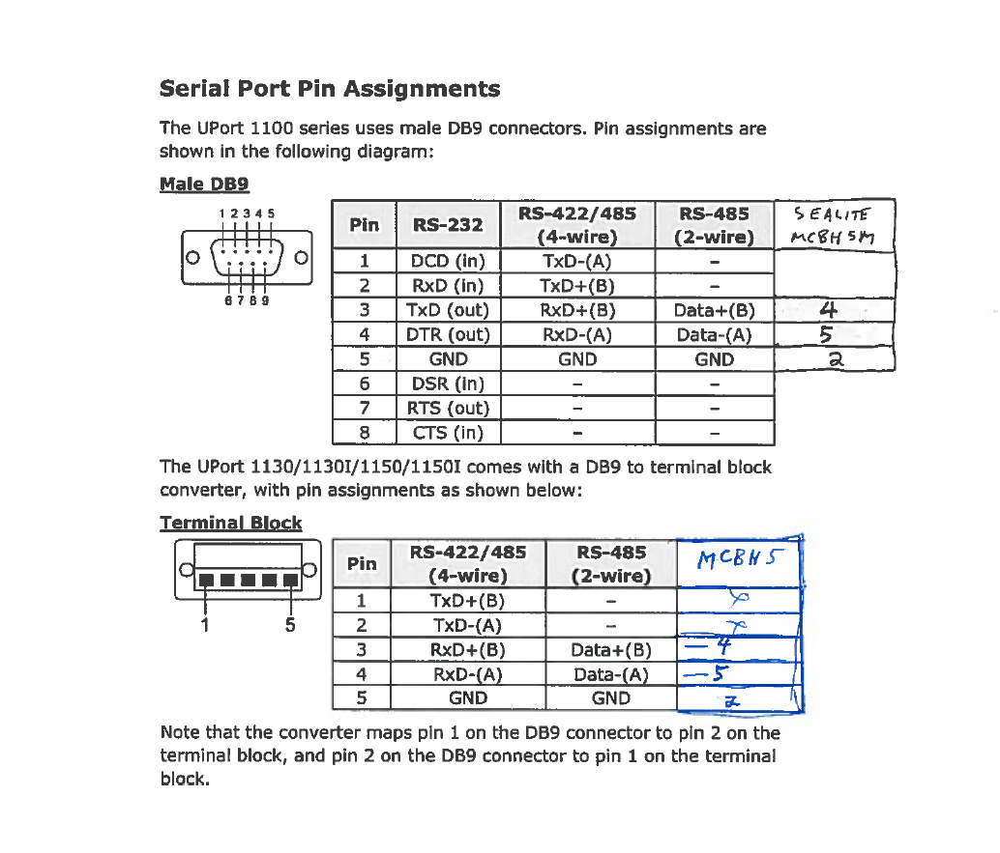 Serial Port Pin Assignments
The UPort 1100 series uses male DB9 connectors. Pin assignments are
shown in the following diagram:
Male DB9
1 2 3 4 5
6 7 8 9
Pin RS-232 RS-422/485 (4-wire) RS-485 (2-wire) SEALITE MCBH 5M
1 DCD (in) TxD-(A) –
2 RxD (in) TxD+(B) –
3 TxD (out) RxD+(B) Data+(B) 4
4 DTR (out) RxD-(A) Data-(A) 5
5 GND GND GND 2
6 DSR (in) – –
7 RTS (out) – –
8 CTS (in) – –
The UPort 1130/1130I/1150/1150I comes with a DB9 to terminal block
converter, with pin assignments as shown below:
Terminal Block
1 5
Pin RS-422/485 (4-wire) RS-485 (2-wire) MCBH 5
1 TxD+(B) – x
2 TxD-(A) – x
3 RxD+(B) Data+(B) – 4
4 RxD-(A) Data-(A) – 5
5 GND GND 2
Note that the converter maps pin 1 on the DB9 connector to pin 2 on the
terminal block, and pin 2 on the DB9 connector to pin 1 on the terminal
block.